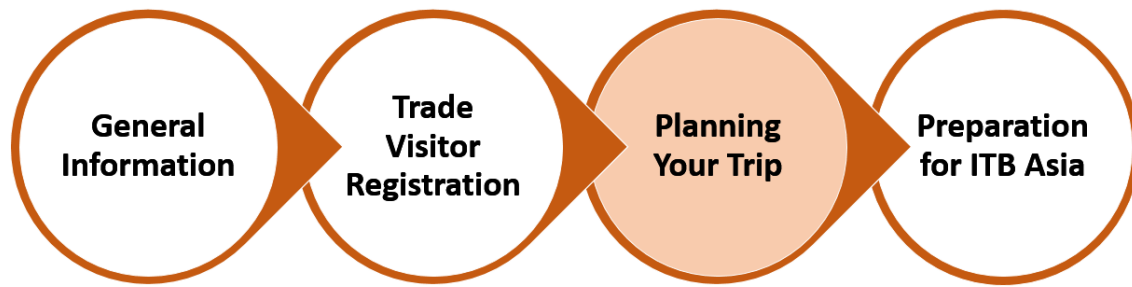 General
Information
Trade
Visitor
Registration
Planning
Your Trip
Preparation
for ITB Asia